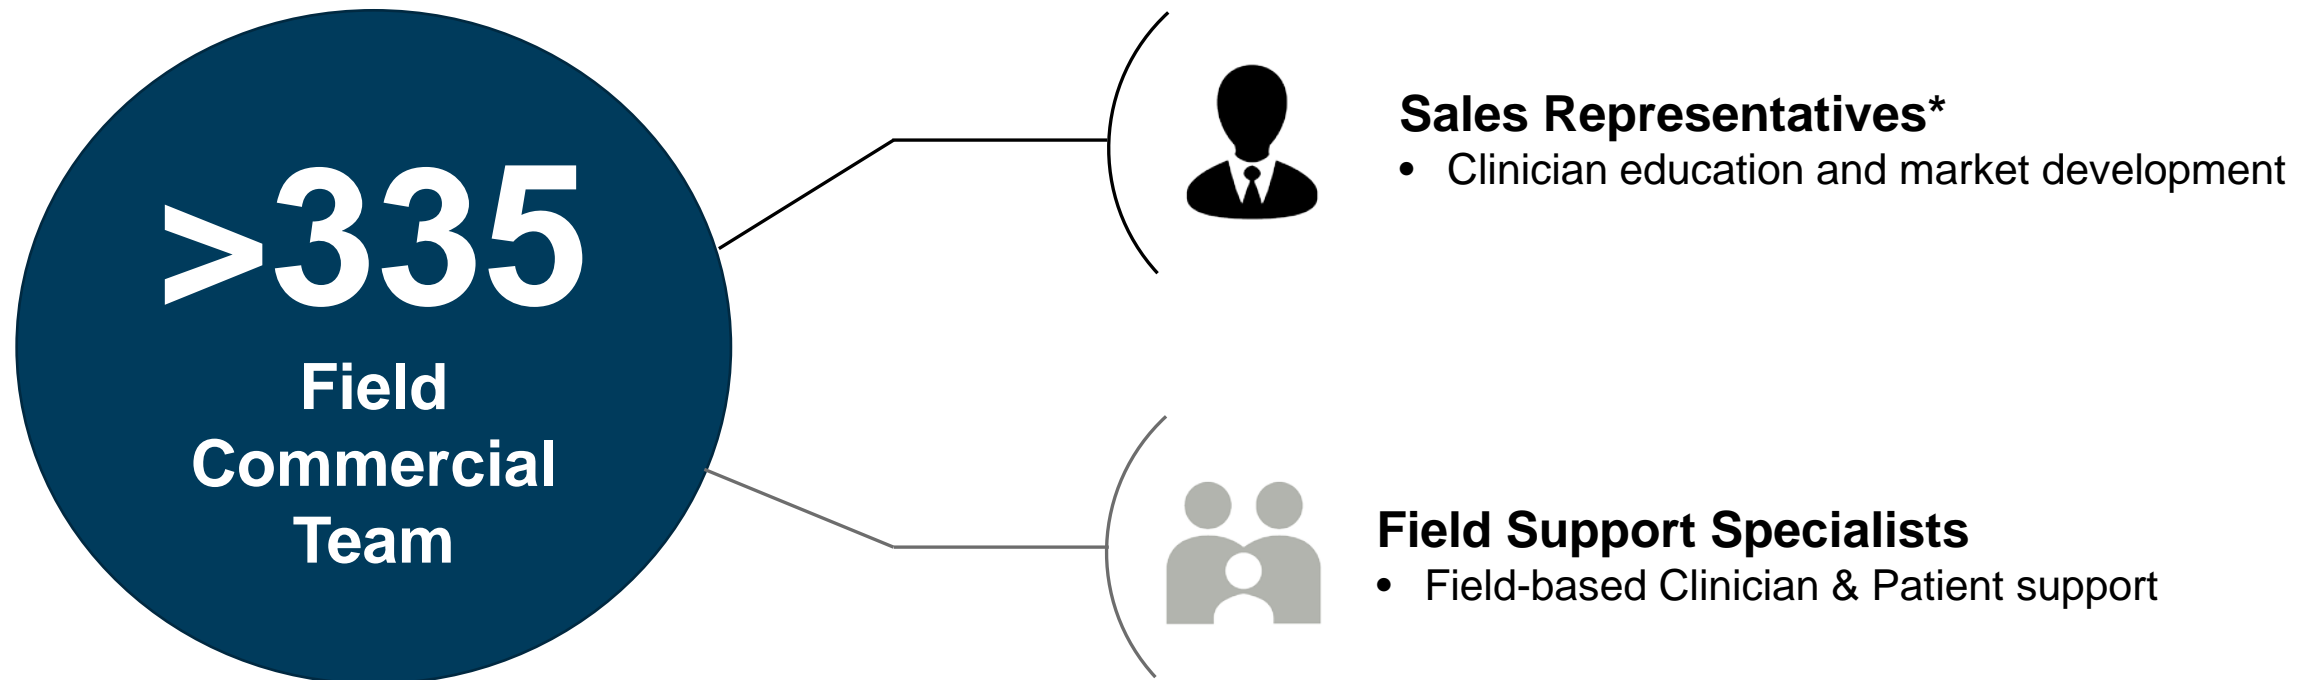 >335
Field
Commercial
Team
Sales Representatives*
• Clinician education and market development
Field Support Specialists
• Field-based Clinician & Patient support